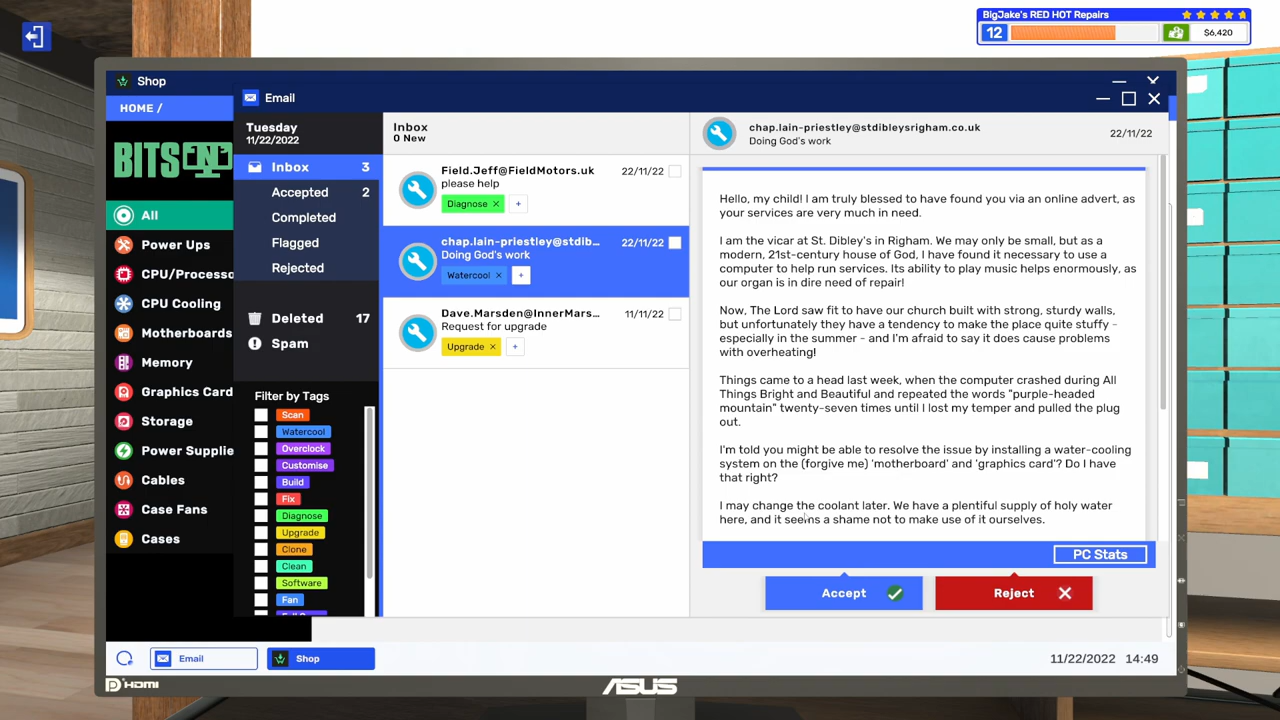 BigJake's RED HOT Repairs
12
$6,420
Shop
HOME /
BITS
All
Power Ups
CPU/Processo
CPU Cooling
Motherboards
Memory
Graphics Card
Storage
Power Supplie
Cables
Case Fans
Cases
Email
Tuesday
11/22/2022
Inbox 3
Accepted 2
Completed
Flagged
Rejected
Deleted 17
Spam
Filter by Tags
Scan
Watercool
Overclock
Customise
Build
Fix
Diagnose
Upgrade
Clone
Clean
Software
Fan
Inbox
0 New
Field.Jeff@FieldMotors.uk 22/11/22
please help
Diagnose × +
chap.lain-priestley@stdib... 22/11/22
Doing God's work
Watercool × +
Dave.Marsden@InnerMars... 11/11/22
Request for upgrade
Upgrade × +
chap.lain-priestley@stdibleysrigham.co.uk
Doing God's work
22/11/22
Hello, my child! I am truly blessed to have found you via an online advert, as
your services are very much in need.
I am the vicar at St. Dibley's in Righam. We may only be small, but as a
modern, 21st-century house of God, I have found it necessary to use a
computer to help run services. Its ability to play music helps enormously, as
our organ is in dire need of repair!
Now, The Lord saw fit to have our church built with strong, sturdy walls,
but unfortunately they have a tendency to make the place quite stuffy -
especially in the summer - and I'm afraid to say it does cause problems
with overheating!
Things came to a head last week, when the computer crashed during All
Things Bright and Beautiful and repeated the words "purple-headed
mountain" twenty-seven times until I lost my temper and pulled the plug
out.
I'm told you might be able to resolve the issue by installing a water-cooling
system on the (forgive me) 'motherboard' and 'graphics card'? Do I have
that right?
I may change the coolant later. We have a plentiful supply of holy water
here, and it seems a shame not to make use of it ourselves.
PC Stats
Accept
Reject
Email
Shop
11/22/2022 14:49
HDMI
ASUS